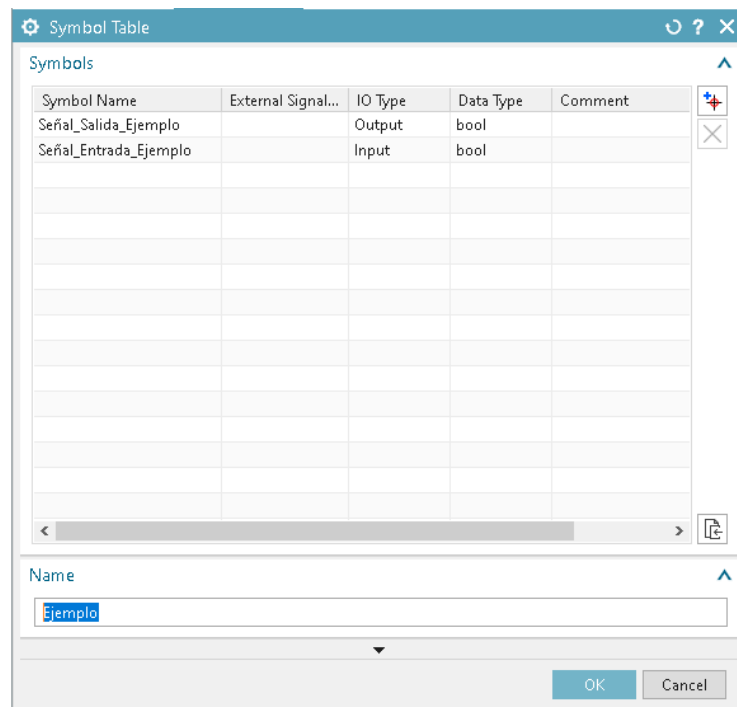 Symbol Table
Symbols
Symbol Name External Signal... IO Type Data Type Comment
Señal_Salida_Ejemplo Output bool
Señal_Entrada_Ejemplo Input bool
Name
Ejemplo
OK Cancel